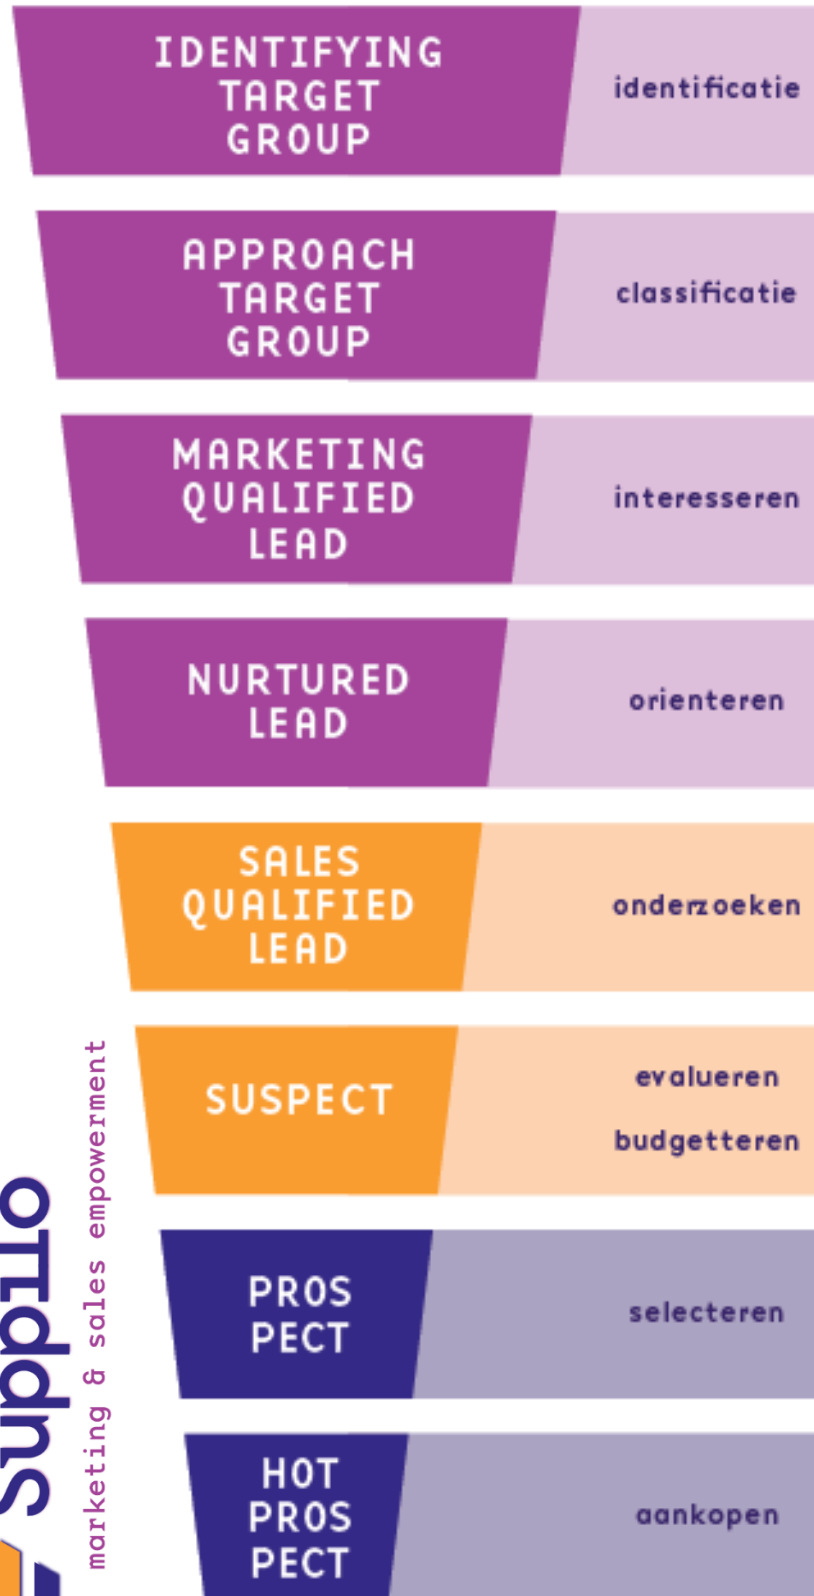 IDENTIFYING
TARGET
GROUP
identificatie
APPROACH
TARGET
GROUP
classificatie
MARKETING
QUALIFIED
LEAD
interesseren
NURTURED
LEAD
orienteren
SALES
QUALIFIED
LEAD
onderzoeken
SUSPECT
evalueren
budgetteren
PROS
PECT
selecteren
HOT
PROS
PECT
aankopen
Suppllo
marketing & sales empowerment